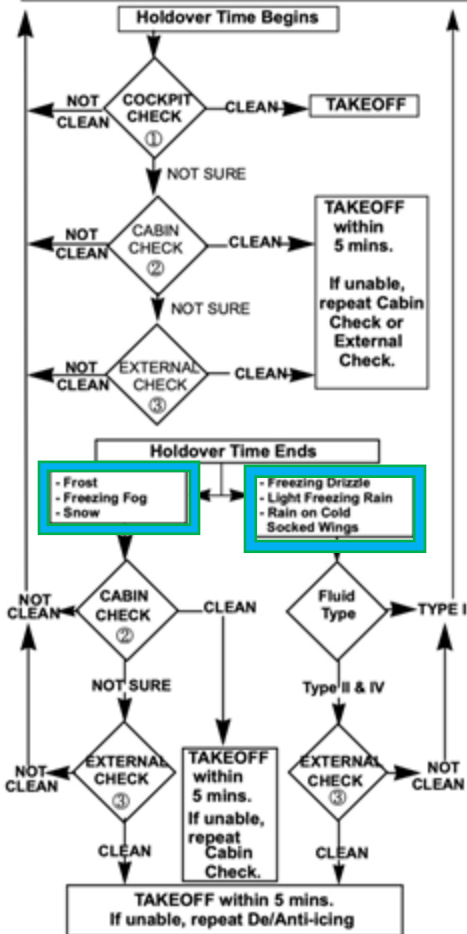 Holdover Time Begins
COCKPIT
CHECK
①
NOT
CLEAN
CLEAN
TAKEOFF
NOT SURE
CABIN
CHECK
②
NOT
CLEAN
CLEAN
TAKEOFF
within
5 mins.
If unable,
repeat Cabin
Check or
External
Check.
NOT SURE
EXTERNAL
CHECK
③
NOT
CLEAN
CLEAN
Holdover Time Ends
- Frost
- Freezing Fog
- Snow
- Freezing Drizzle
- Light Freezing Rain
- Rain on Cold
Socked Wings
NOT
CLEAN
CABIN
CHECK
②
CLEAN
Fluid
Type
TYPE I
NOT SURE
Type II & IV
NOT
CLEAN
EXTERNAL
CHECK
③
TAKEOFF
within
5 mins.
If unable,
repeat
Cabin
Check.
EXTERNAL
CHECK
③
NOT
CLEAN
CLEAN
CLEAN
TAKEOFF within 5 mins.
If unable, repeat De/Anti-icing